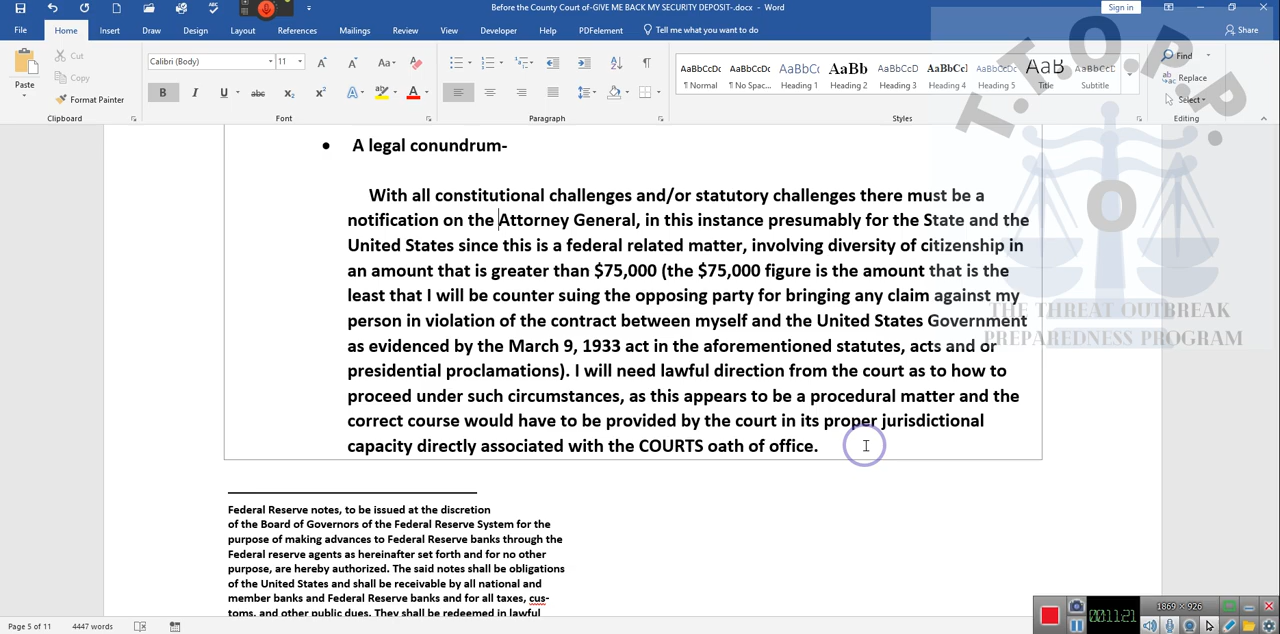 Before the County Court of-GIVE ME BACK MY SECURITY DEPOSIT-.docx - Word
Sign in
File Home Insert Draw Design Layout References Mailings Review View Developer Help PDFelement Tell me what you want to do Share
Paste
Cut
Copy
Format Painter
Calibri (Body) 11
Find
Replace
Select
AaBbCcDc AaBbCcDc AaBbC( AaBb AaBbCcD AaBbCcI AaBbCcDc AaB AaBbCcD
¶ Normal ¶ No Spac... Heading 1 Heading 2 Heading 3 Heading 4 Heading 5 Title Subtitle
Clipboard Font Paragraph Styles Editing
T.O.P.P.
O
• A legal conundrum-
With all constitutional challenges and/or statutory challenges there must be a
notification on the Attorney General, in this instance presumably for the State and the
United States since this is a federal related matter, involving diversity of citizenship in
an amount that is greater than $75,000 (the $75,000 figure is the amount that is the
least that I will be counter suing the opposing party for bringing any claim against my
person in violation of the contract between myself and the United States Government
as evidenced by the March 9, 1933 act in the aforementioned statutes, acts and or
presidential proclamations). I will need lawful direction from the court as to how to
proceed under such circumstances, as this appears to be a procedural matter and the
correct course would have to be provided by the court in its proper jurisdictional
capacity directly associated with the COURTS oath of office.
THE THREAT OUTBREAK
PREPAREDNESS PROGRAM
Federal Reserve notes, to be issued at the discretion
of the Board of Governors of the Federal Reserve System for the
purpose of making advances to Federal Reserve banks through the
Federal reserve agents as hereinafter set forth and for no other
purpose, are hereby authorized. The said notes shall be obligations
of the United States and shall be receivable by all national and
member banks and Federal Reserve banks and for all taxes, cus-
toms, and other public dues. They shall be redeemed in lawful
Page 5 of 11 4447 words
1869 × 926
00:11:21